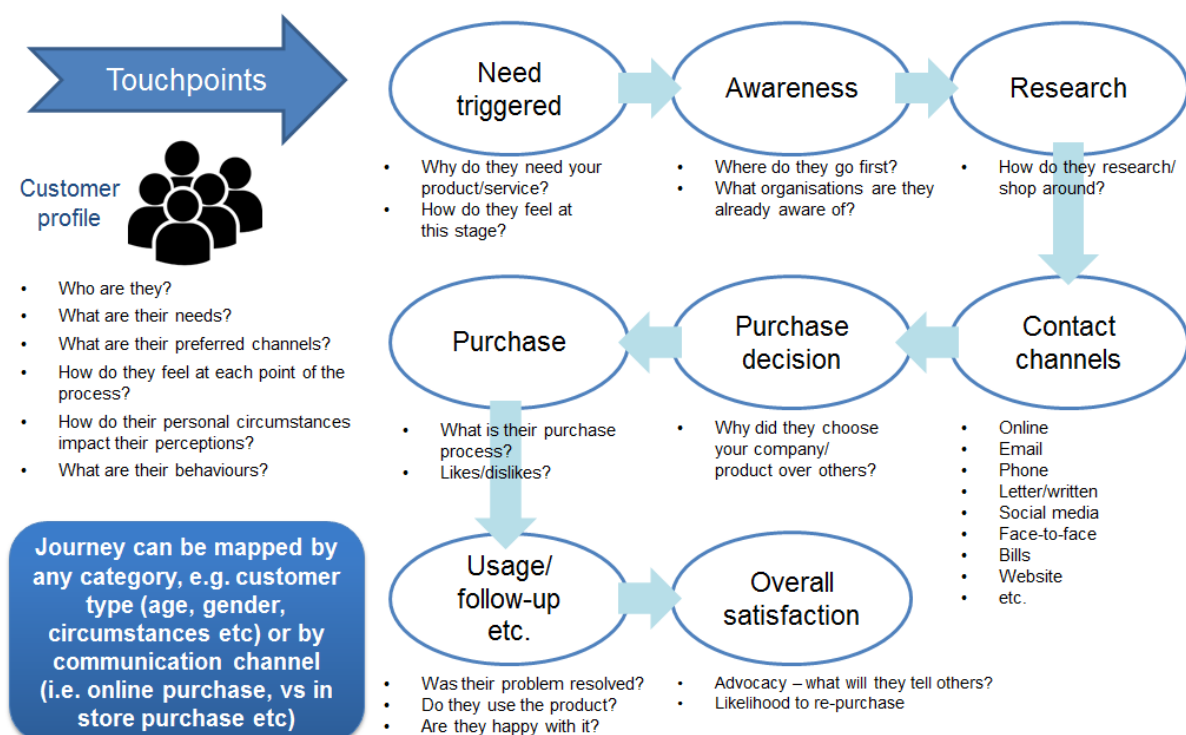 Touchpoints
Customer
profile
• Who are they?
• What are their needs?
• What are their preferred channels?
• How do they feel at each point of the
process?
• How do their personal circumstances
impact their perceptions?
• What are their behaviours?
Journey can be mapped by
any category, e.g. customer
type (age, gender,
circumstances etc) or by
communication channel
(i.e. online purchase, vs in
store purchase etc)
Need
triggered
• Why do they need your
product/service?
• How do they feel at
this stage?
Awareness
• Where do they go first?
• What organisations are they
already aware of?
Research
• How do they research/
shop around?
Contact
channels
• Online
• Email
• Phone
• Letter/written
• Social media
• Face-to-face
• Bills
• Website
• etc.
Purchase
decision
• Why did they choose
your company/
product over others?
Purchase
• What is their purchase
process?
• Likes/dislikes?
Usage/
follow-up
etc.
• Was their problem resolved?
• Do they use the product?
• Are they happy with it?
Overall
satisfaction
• Advocacy – what will they tell others?
• Likelihood to re-purchase